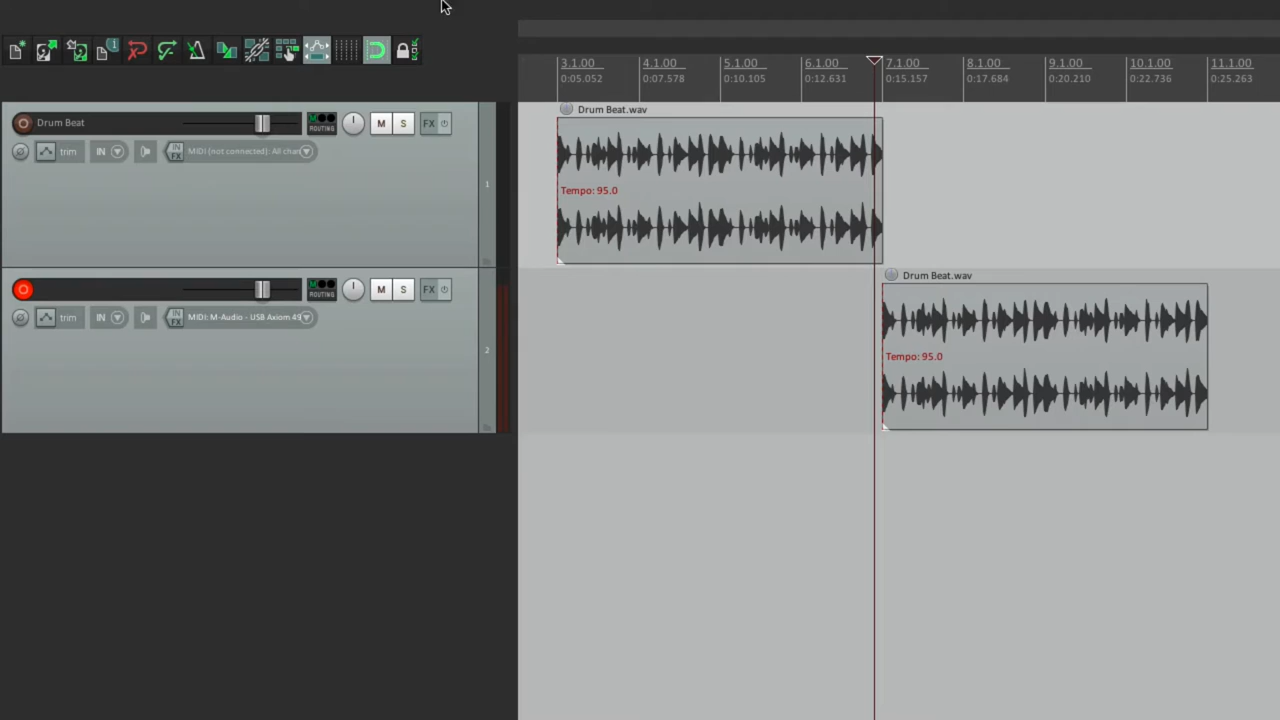 3.1.00 4.1.00 5.1.00 6.1.00 7.1.00 8.1.00 9.1.00 10.1.00 11.1.00
0:05.052 0:07.578 0:10.105 0:12.631 0:15.157 0:17.684 0:20.210 0:22.736 0:25.263
Drum Beat.wav
Drum Beat M S FX
ROUTING
trim IN IN FX MIDI (not connected): All chan
1
Tempo: 95.0
Drum Beat.wav
M S FX
ROUTING
trim IN IN FX MIDI: M-Audio - USB Axiom 49
2
Tempo: 95.0